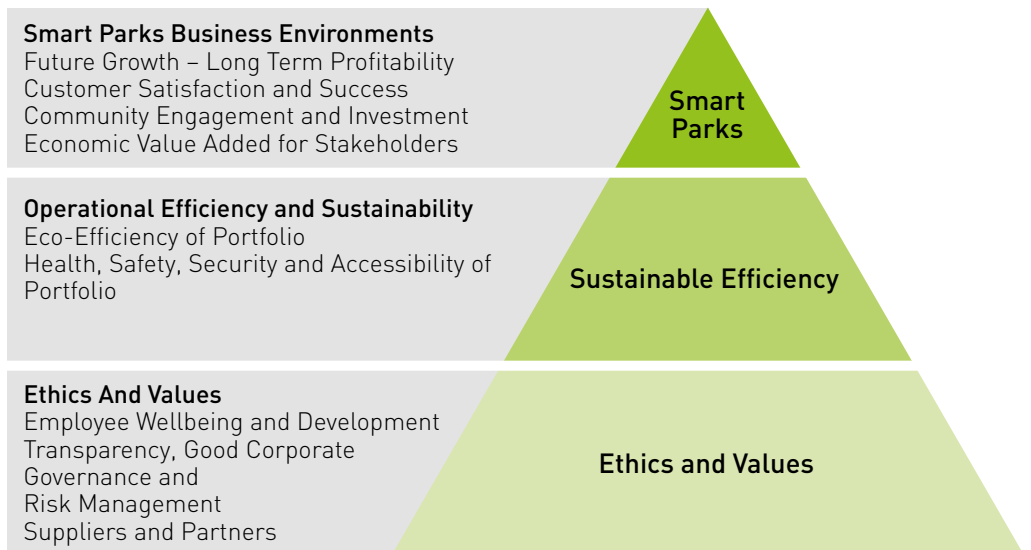 Smart Parks Business Environments
Future Growth – Long Term Profitability
Customer Satisfaction and Success
Community Engagement and Investment
Economic Value Added for Stakeholders
Smart
Parks
Operational Efficiency and Sustainability
Eco-Efficiency of Portfolio
Health, Safety, Security and Accessibility of
Portfolio
Sustainable Efficiency
Ethics And Values
Employee Wellbeing and Development
Transparency, Good Corporate
Governance and
Risk Management
Suppliers and Partners
Ethics and Values